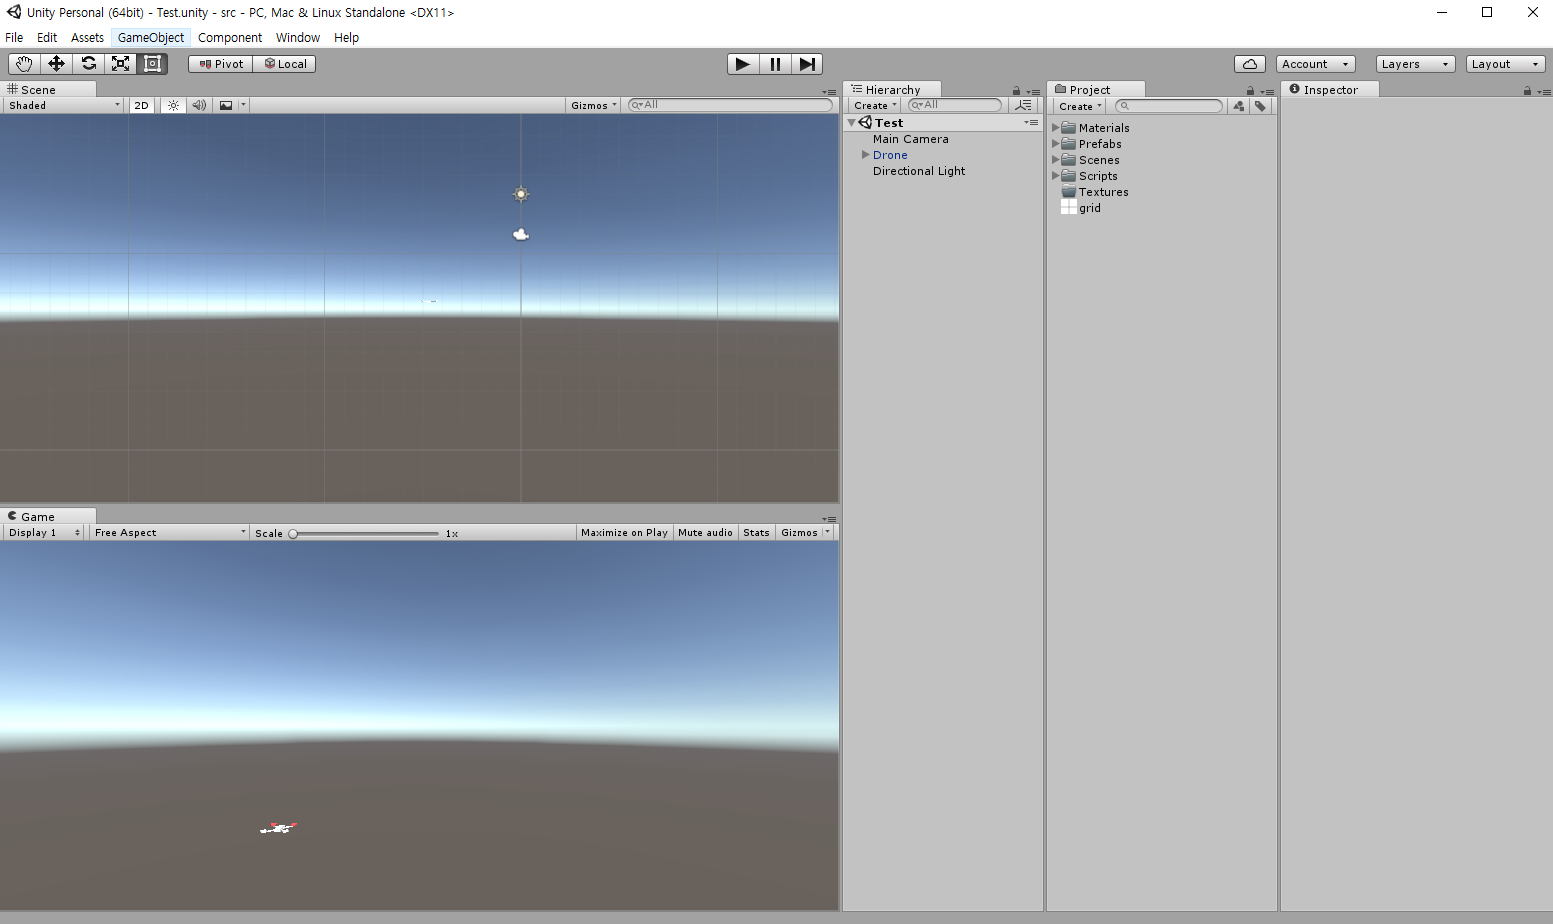 Unity Personal (64bit) - Test.unity - src - PC, Mac & Linux Standalone <DX11>
File Edit Assets GameObject Component Window Help
Pivot Local Account Layers Layout
Scene
Shaded 2D Gizmos All
Game
Display 1 Free Aspect Scale 1x Maximize on Play Mute audio Stats Gizmos
Hierarchy
Create All
Test
Main Camera
Drone
Directional Light
Project
Create
Materials
Prefabs
Scenes
Scripts
Textures
grid
Inspector